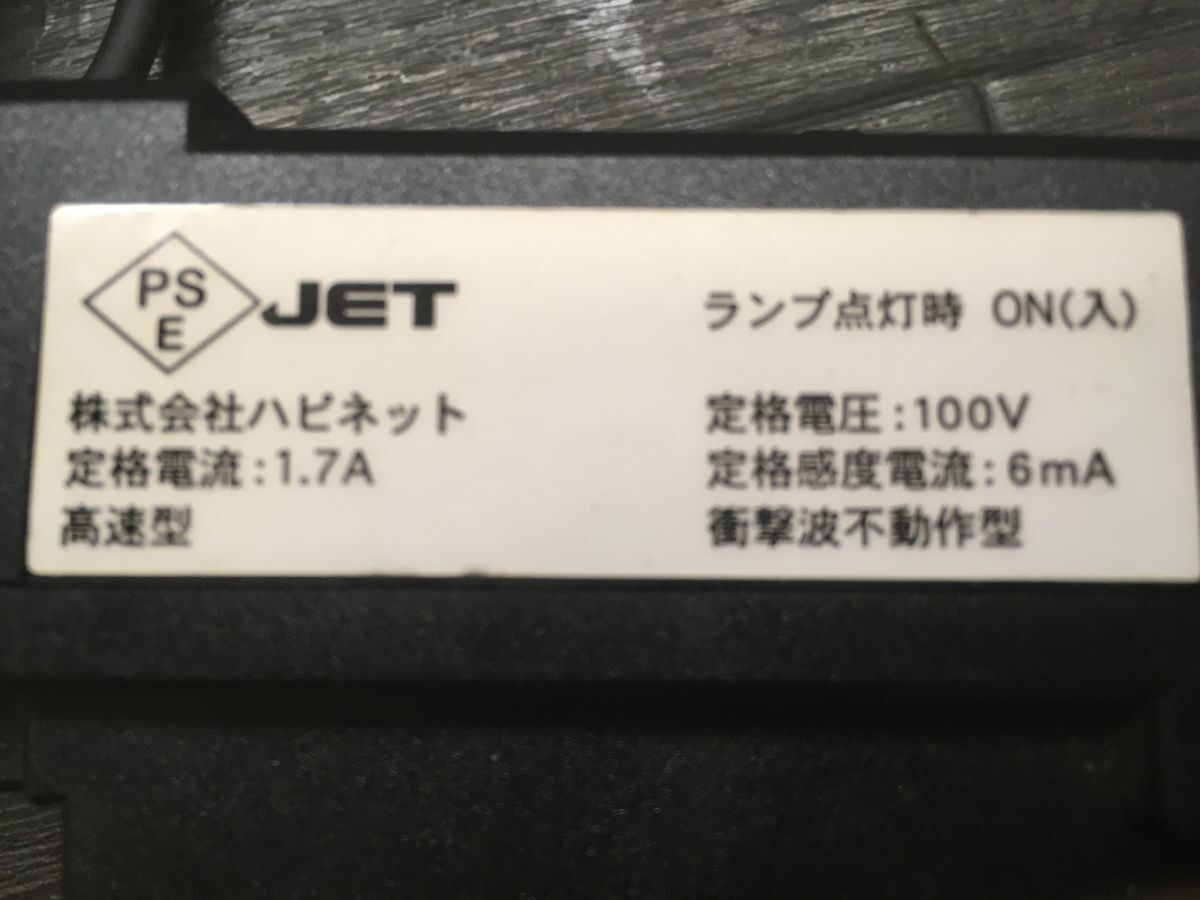 PS
E
JET
ランプ点灯時 ON(入)
株式会社ハピネット
定格電圧:100V
定格電流:1.7A
定格感度電流:6mA
高速型
衝撃波不動作型